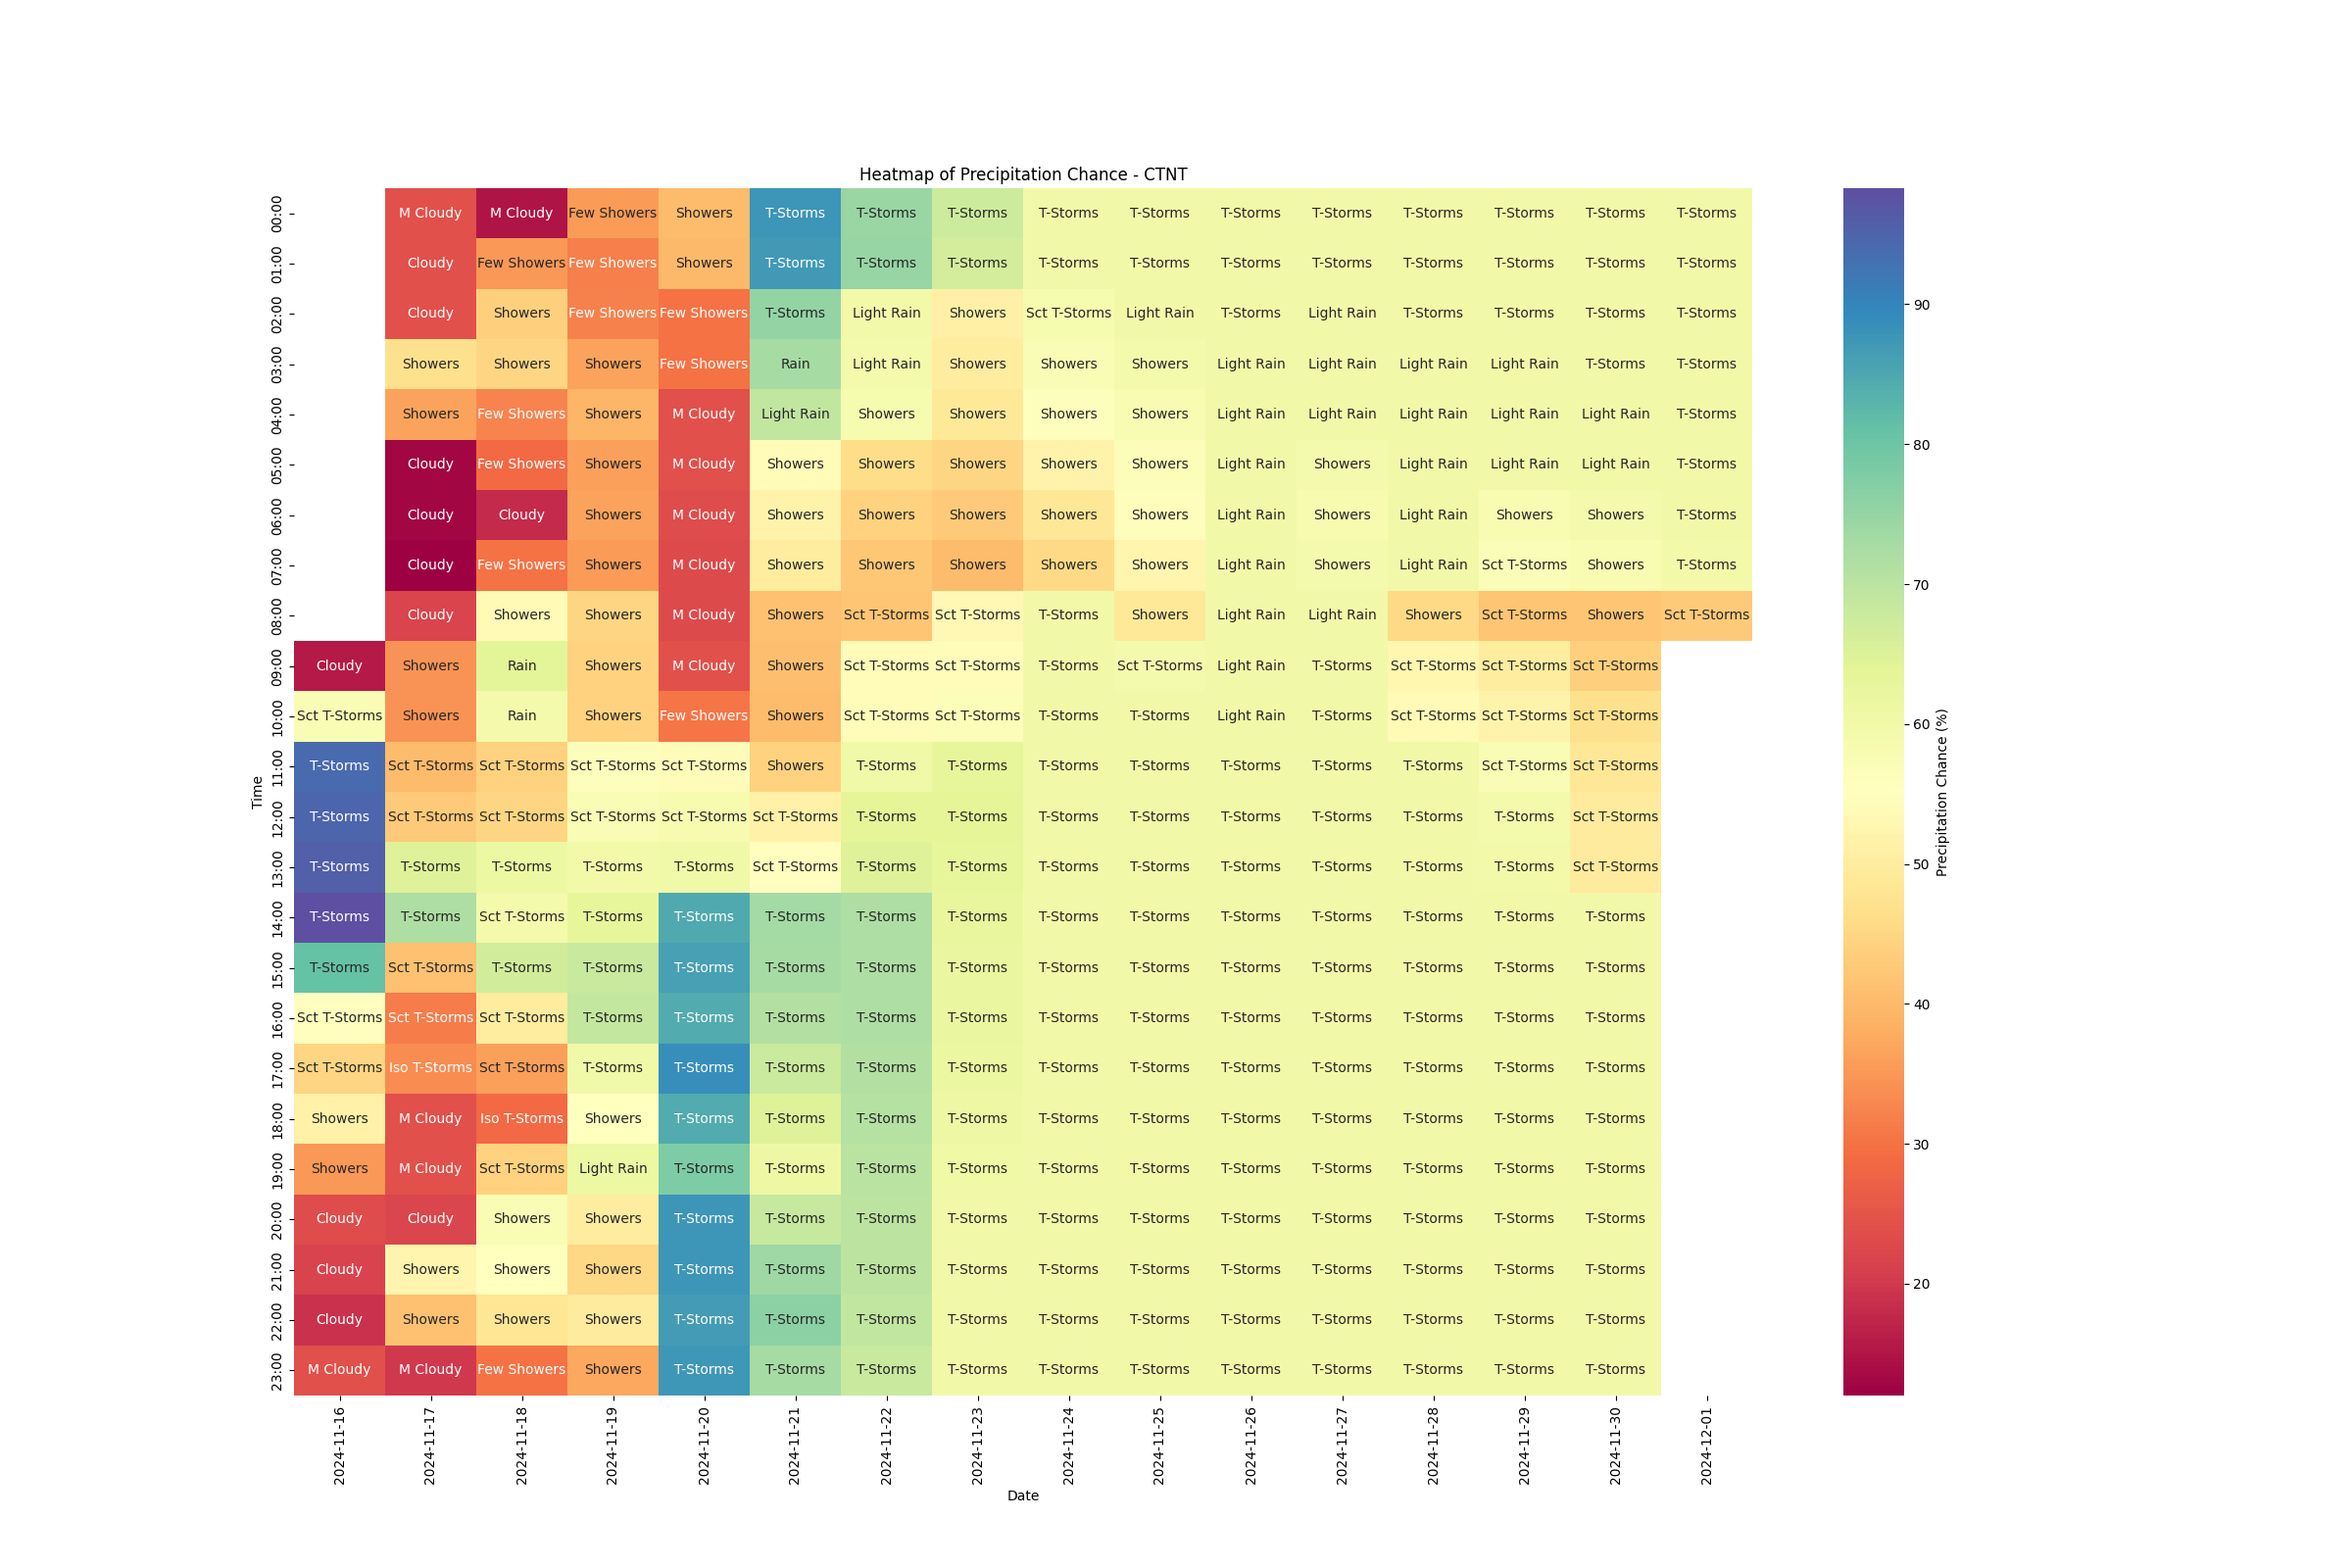 Heatmap of Precipitation Chance - CTNT
00:00 M Cloudy M Cloudy Few Showers Showers T-Storms T-Storms T-Storms T-Storms T-Storms T-Storms T-Storms T-Storms T-Storms T-Storms T-Storms
01:00 Cloudy Few Showers Few Showers Showers T-Storms T-Storms T-Storms T-Storms T-Storms T-Storms T-Storms T-Storms T-Storms T-Storms T-Storms
02:00 Cloudy Showers Few Showers Few Showers T-Storms Light Rain Showers Sct T-Storms Light Rain T-Storms Light Rain T-Storms T-Storms T-Storms T-Storms
03:00 Showers Showers Showers Few Showers Rain Light Rain Showers Showers Showers Light Rain Light Rain Light Rain Light Rain T-Storms T-Storms
04:00 Showers Few Showers Showers M Cloudy Light Rain Showers Showers Showers Showers Light Rain Light Rain Light Rain Light Rain Light Rain T-Storms
05:00 Cloudy Few Showers Showers M Cloudy Showers Showers Showers Showers Showers Light Rain Showers Light Rain Light Rain Light Rain T-Storms
06:00 Cloudy Cloudy Showers M Cloudy Showers Showers Showers Showers Showers Light Rain Showers Light Rain Showers Showers T-Storms
07:00 Cloudy Few Showers Showers M Cloudy Showers Showers Showers Showers Showers Light Rain Showers Light Rain Sct T-Storms Showers T-Storms
08:00 Cloudy Showers Showers M Cloudy Showers Sct T-Storms Sct T-Storms T-Storms Showers Light Rain Light Rain Showers Sct T-Storms Showers Sct T-Storms
09:00 Cloudy Showers Rain Showers M Cloudy Showers Sct T-Storms Sct T-Storms T-Storms Sct T-Storms Light Rain T-Storms Sct T-Storms Sct T-Storms Sct T-Storms
10:00 Sct T-Storms Showers Rain Showers Few Showers Showers Sct T-Storms Sct T-Storms T-Storms T-Storms Light Rain T-Storms Sct T-Storms Sct T-Storms Sct T-Storms
11:00 T-Storms Sct T-Storms Sct T-Storms Sct T-Storms Sct T-Storms Showers T-Storms T-Storms T-Storms T-Storms T-Storms T-Storms T-Storms Sct T-Storms Sct T-Storms
12:00 T-Storms Sct T-Storms Sct T-Storms Sct T-Storms Sct T-Storms Sct T-Storms T-Storms T-Storms T-Storms T-Storms T-Storms T-Storms T-Storms T-Storms Sct T-Storms
13:00 T-Storms T-Storms T-Storms T-Storms T-Storms Sct T-Storms T-Storms T-Storms T-Storms T-Storms T-Storms T-Storms T-Storms T-Storms Sct T-Storms
14:00 T-Storms T-Storms Sct T-Storms T-Storms T-Storms T-Storms T-Storms T-Storms T-Storms T-Storms T-Storms T-Storms T-Storms T-Storms T-Storms
15:00 T-Storms Sct T-Storms T-Storms T-Storms T-Storms T-Storms T-Storms T-Storms T-Storms T-Storms T-Storms T-Storms T-Storms T-Storms T-Storms
16:00 Sct T-Storms Sct T-Storms Sct T-Storms T-Storms T-Storms T-Storms T-Storms T-Storms T-Storms T-Storms T-Storms T-Storms T-Storms T-Storms T-Storms
17:00 Sct T-Storms Iso T-Storms Sct T-Storms T-Storms T-Storms T-Storms T-Storms T-Storms T-Storms T-Storms T-Storms T-Storms T-Storms T-Storms T-Storms
18:00 Showers M Cloudy Iso T-Storms Showers T-Storms T-Storms T-Storms T-Storms T-Storms T-Storms T-Storms T-Storms T-Storms T-Storms T-Storms
19:00 Showers M Cloudy Sct T-Storms Light Rain T-Storms T-Storms T-Storms T-Storms T-Storms T-Storms T-Storms T-Storms T-Storms T-Storms T-Storms
20:00 Cloudy Cloudy Showers Showers T-Storms T-Storms T-Storms T-Storms T-Storms T-Storms T-Storms T-Storms T-Storms T-Storms T-Storms
21:00 Cloudy Showers Showers Showers T-Storms T-Storms T-Storms T-Storms T-Storms T-Storms T-Storms T-Storms T-Storms T-Storms T-Storms
22:00 Cloudy Showers Showers Showers T-Storms T-Storms T-Storms T-Storms T-Storms T-Storms T-Storms T-Storms T-Storms T-Storms T-Storms
23:00 M Cloudy M Cloudy Few Showers Showers T-Storms T-Storms T-Storms T-Storms T-Storms T-Storms T-Storms T-Storms T-Storms T-Storms T-Storms
Time
2024-11-16 2024-11-17 2024-11-18 2024-11-19 2024-11-20 2024-11-21 2024-11-22 2024-11-23 2024-11-24 2024-11-25 2024-11-26 2024-11-27 2024-11-28 2024-11-29 2024-11-30 2024-12-01
Date
90
80
70
60
50
40
30
20
Precipitation Chance (%)